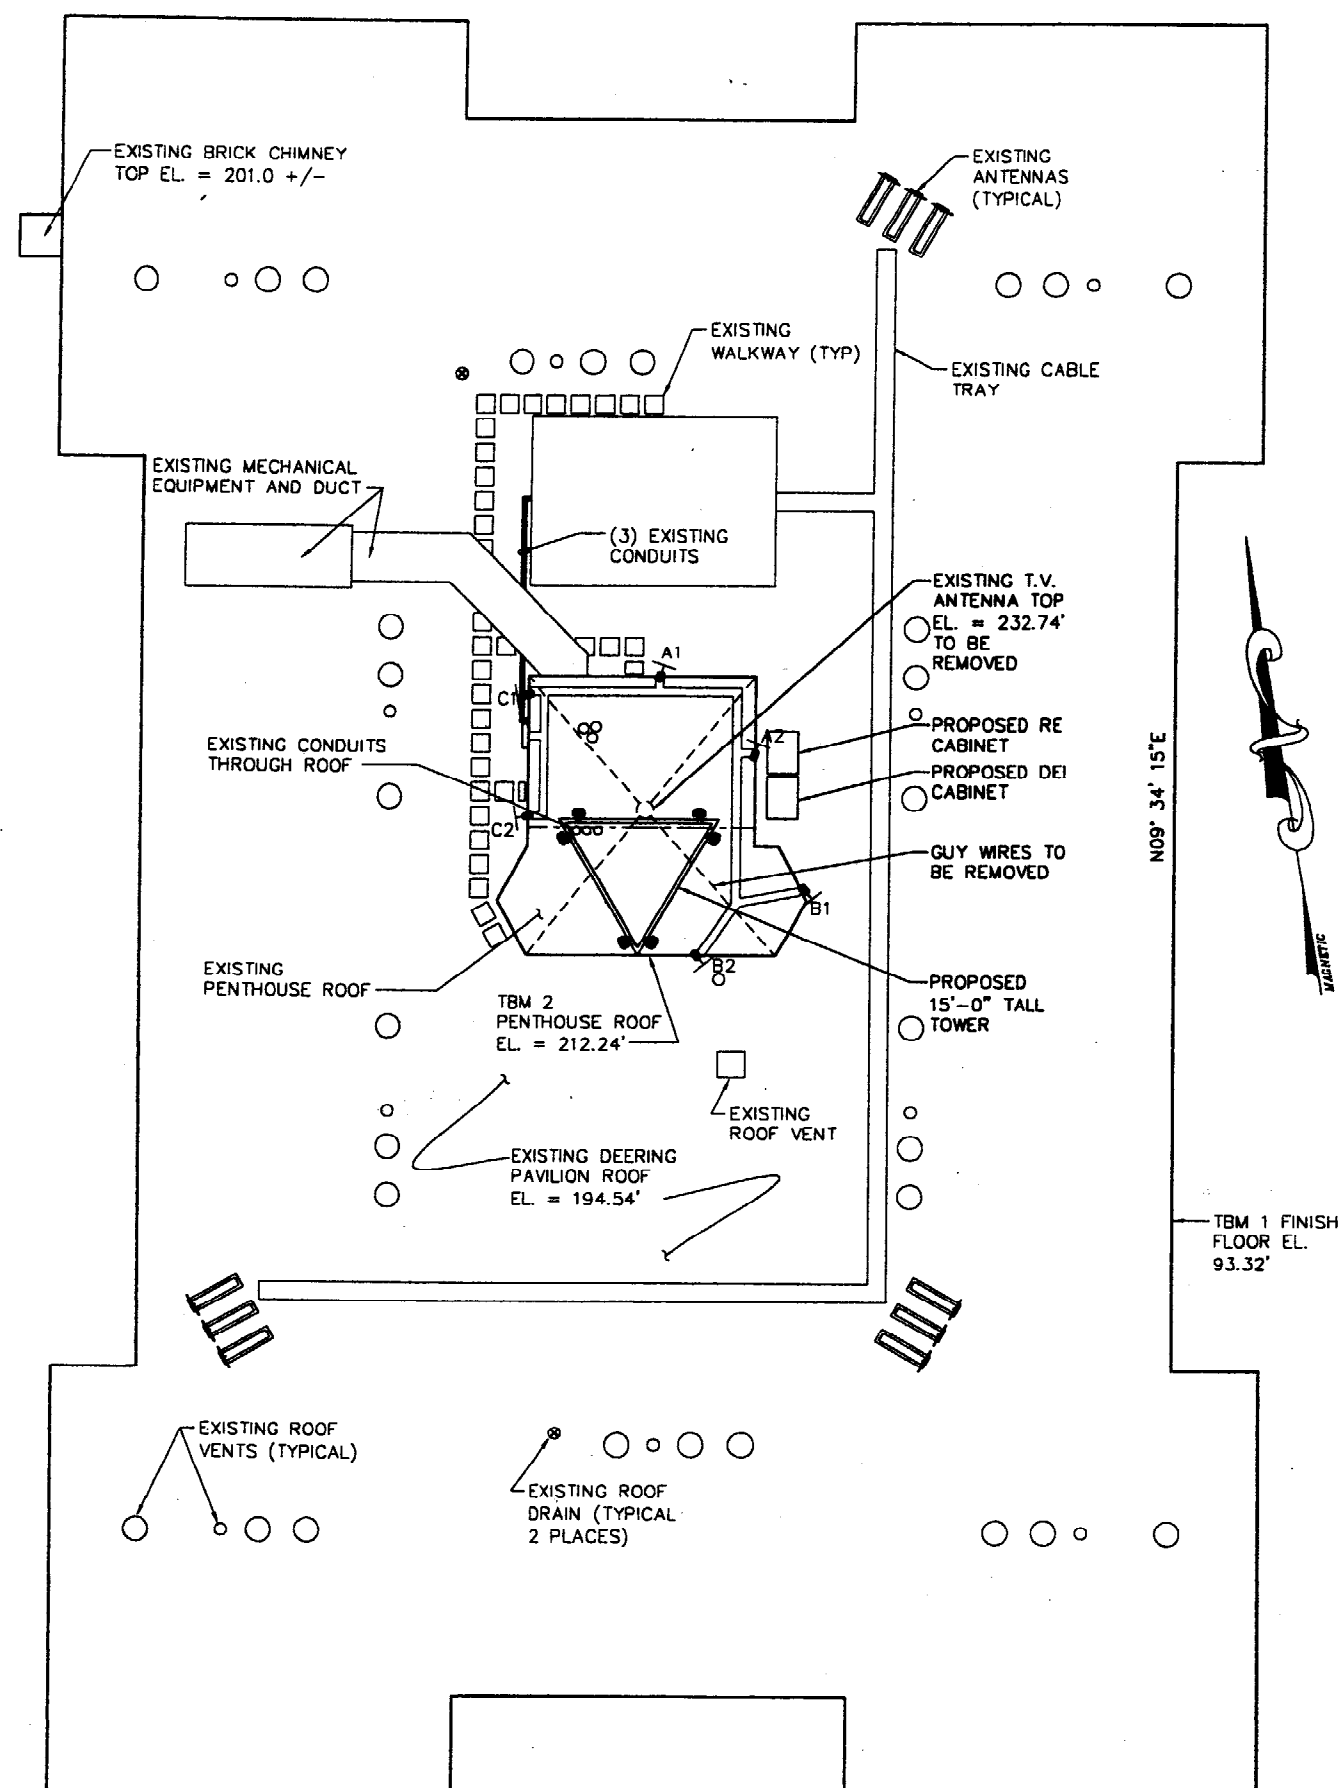 EXISTING BRICK CHIMNEY
TOP EL. = 201.0 +/-
EXISTING
ANTENNAS
(TYPICAL)
EXISTING
WALKWAY (TYP)
EXISTING CABLE
TRAY
EXISTING MECHANICAL
EQUIPMENT AND DUCT
(3) EXISTING
CONDUITS
EXISTING T.V.
ANTENNA TOP
EL. = 232.74'
TO BE
REMOVED
A1
C1
A2
PROPOSED RE
CABINET
EXISTING CONDUITS
THROUGH ROOF
PROPOSED DEI
CABINET
C2
N09° 34' 15"E
GUY WIRES TO
BE REMOVED
B1
B2
MAGNETIC
EXISTING
PENTHOUSE ROOF
TBM 2
PENTHOUSE ROOF
EL. = 212.24'
PROPOSED
15'-0" TALL
TOWER
EXISTING
ROOF VENT
EXISTING DEERING
PAVILION ROOF
EL. = 194.54'
TBM 1 FINISH
FLOOR EL.
93.32'
EXISTING ROOF
VENTS (TYPICAL)
EXISTING ROOF
DRAIN (TYPICAL
2 PLACES)